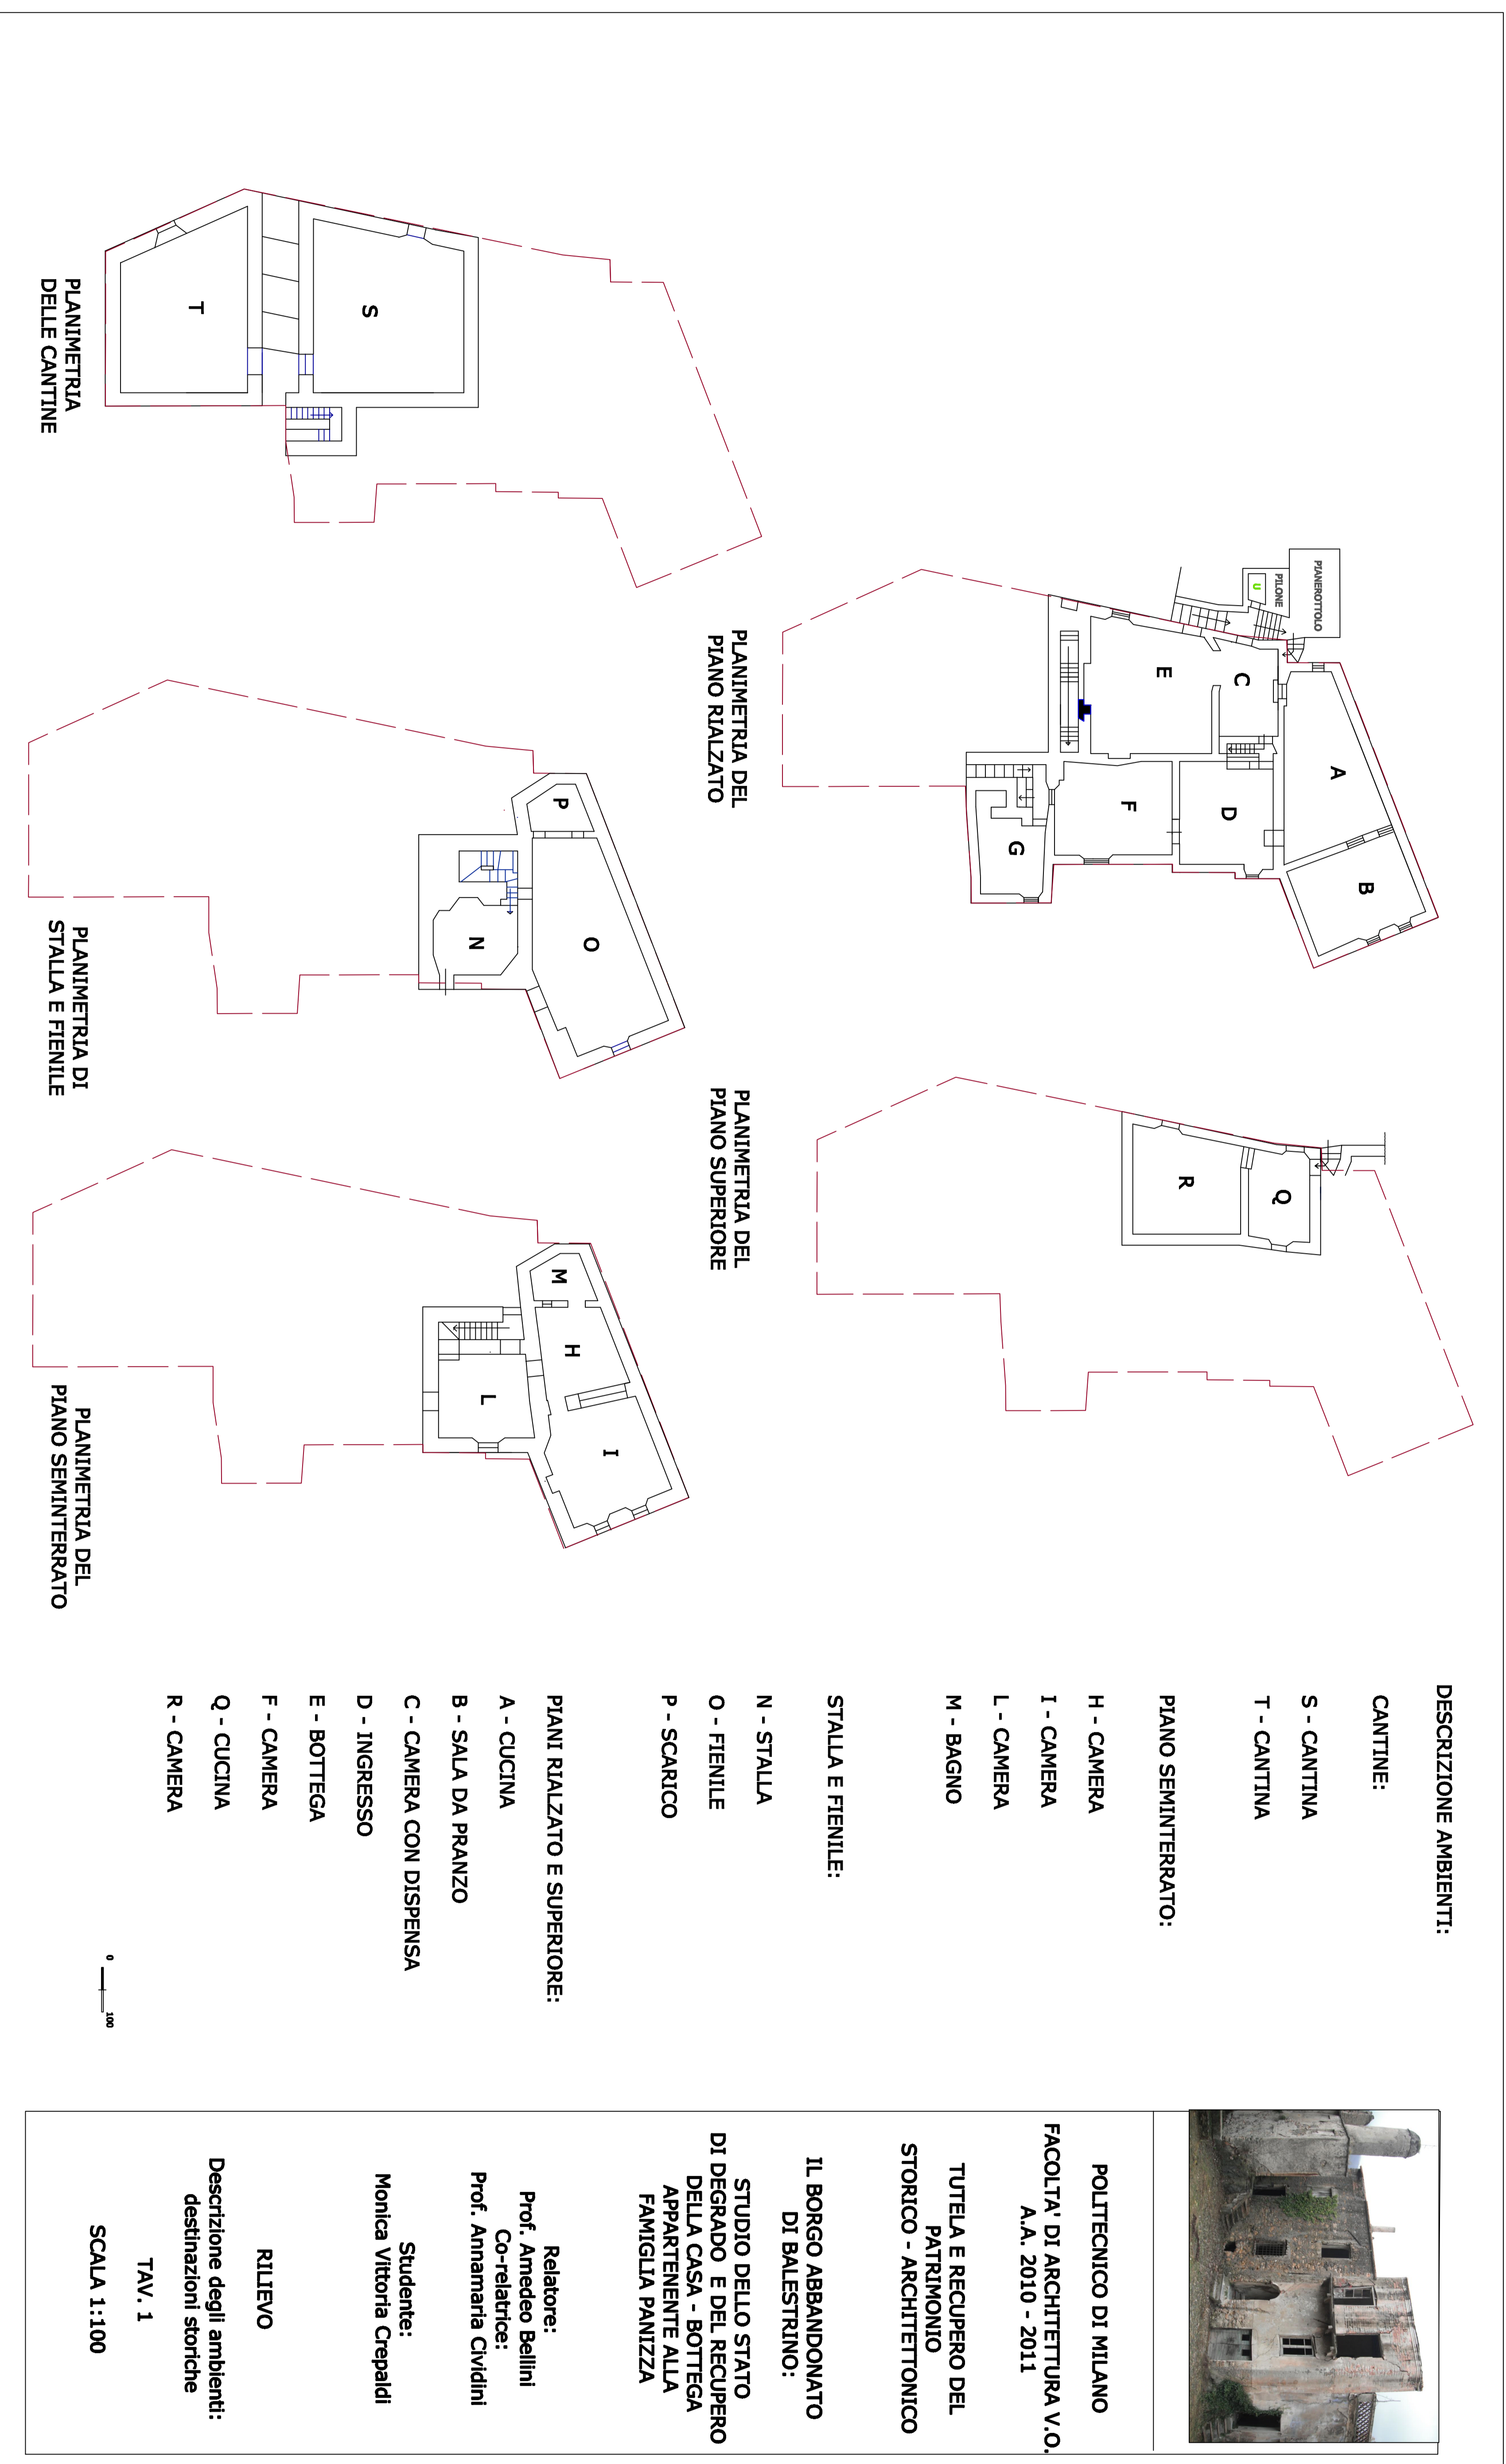 PIANEROTTOLO
PILONE
U
A
B
C
D
E
F
G
PLANIMETRIA DEL
PIANO RIALZATO
Q
R
PLANIMETRIA DEL
PIANO SUPERIORE
S
T
PLANIMETRIA
DELLE CANTINE
P
O
N
PLANIMETRIA DI
STALLA E FIENILE
M
H
I
L
PLANIMETRIA DEL
PIANO SEMINTERRATO
DESCRIZIONE AMBIENTI:
CANTINE:
S - CANTINA
T - CANTINA
PIANO SEMINTERRATO:
H - CAMERA
I - CAMERA
L - CAMERA
M - BAGNO
STALLA E FIENILE:
N - STALLA
O - FIENILE
P - SCARICO
PIANI RIALZATO E SUPERIORE:
A - CUCINA
B - SALA DA PRANZO
C - CAMERA CON DISPENSA
D - INGRESSO
E - BOTTEGA
F - CAMERA
Q - CUCINA
R - CAMERA
0 100
POLITECNICO DI MILANO
FACOLTA' DI ARCHITETTURA V.O.
A.A. 2010 - 2011
TUTELA E RECUPERO DEL
PATRIMONIO
STORICO - ARCHITETTONICO
IL BORGO ABBANDONATO
DI BALESTRINO:
STUDIO DELLO STATO
DI DEGRADO E DEL RECUPERO
DELLA CASA - BOTTEGA
APPARTENENTE ALLA
FAMIGLIA PANIZZA
Relatore:
Prof. Amedeo Bellini
Co-relatrice:
Prof. Annamaria Cividini
Studente:
Monica Vittoria Crepaldi
RILIEVO
Descrizione degli ambienti:
destinazioni storiche
TAV. 1
SCALA 1:100